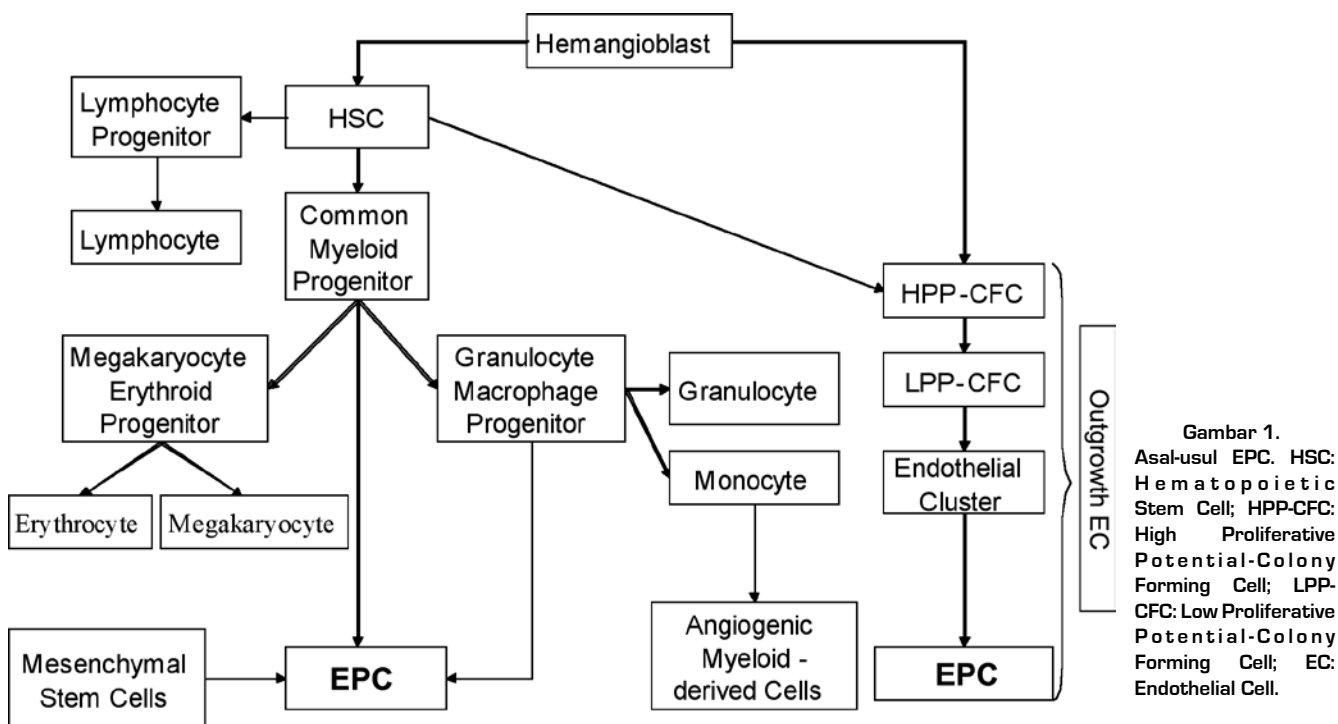 Hemangioblast
Lymphocyte
Progenitor
HSC
Lymphocyte
Common
Myeloid
Progenitor
HPP-CFC
Megakaryocyte
Erythroid
Progenitor
Granulocyte
Macrophage
Progenitor
Granulocyte
LPP-CFC
Monocyte
Endothelial
Cluster
Erythrocyte
Megakaryocyte
Outgrowth EC
Mesenchymal
Stem Cells
EPC
Angiogenic
Myeloid -
derived Cells
EPC
Gambar 1.
Asal-usul EPC. HSC:
Hematopoietic
Stem Cell; HPP-CFC:
High Proliferative
Potential-Colony
Forming Cell; LPP-
CFC: Low Proliferative
Potential-Colony
Forming Cell; EC:
Endothelial Cell.